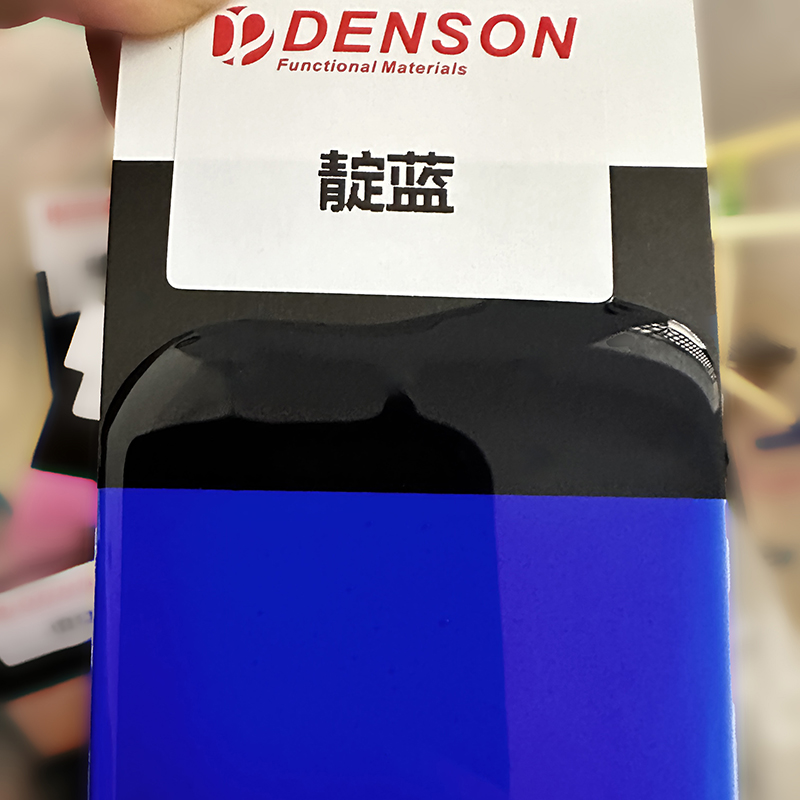 DENSON
Functional Materials
靛蓝